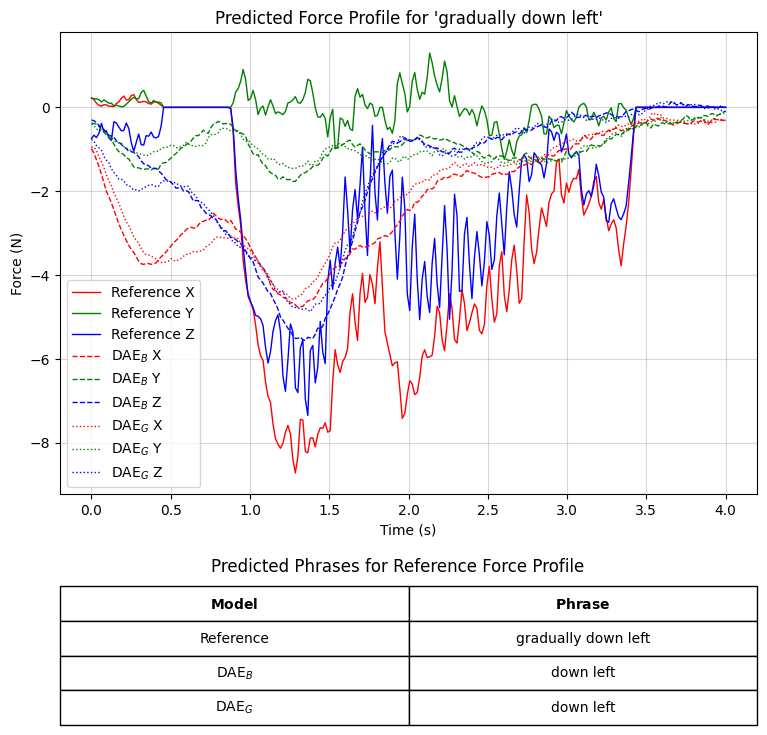 Predicted Force Profile for 'gradually down left'
Force (N)
0
−2
−4
−6
−8
Reference X
Reference Y
Reference Z
DAE_B X
DAE_B Y
DAE_B Z
DAE_G X
DAE_G Y
DAE_G Z
0.0 0.5 1.0 1.5 2.0 2.5 3.0 3.5 4.0
Time (s)
Predicted Phrases for Reference Force Profile
Model Phrase
Reference gradually down left
DAE_B down left
DAE_G down left